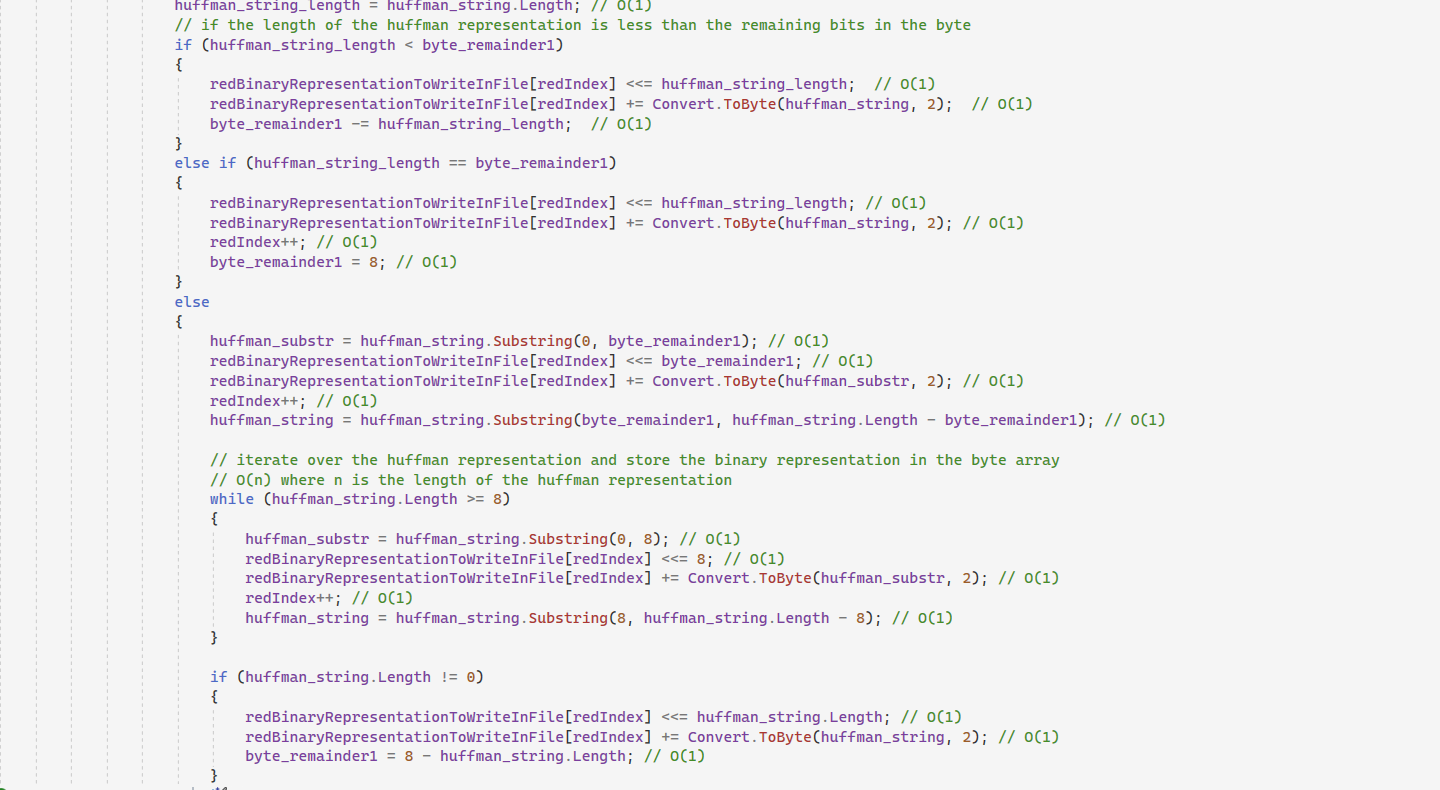 huffman_string_length = huffman_string.Length; // O(1)
// if the length of the huffman representation is less than the remaining bits in the byte
if (huffman_string_length < byte_remainder1)
{
redBinaryRepresentationToWriteInFile[redIndex] <<= huffman_string_length;  // O(1)
redBinaryRepresentationToWriteInFile[redIndex] += Convert.ToByte(huffman_string, 2);  // O(1)
byte_remainder1 -= huffman_string_length;  // O(1)
}
else if (huffman_string_length == byte_remainder1)
{
redBinaryRepresentationToWriteInFile[redIndex] <<= huffman_string_length; // O(1)
redBinaryRepresentationToWriteInFile[redIndex] += Convert.ToByte(huffman_string, 2); // O(1)
redIndex++; // O(1)
byte_remainder1 = 8; // O(1)
}
else
{
huffman_substr = huffman_string.Substring(0, byte_remainder1); // O(1)
redBinaryRepresentationToWriteInFile[redIndex] <<= byte_remainder1; // O(1)
redBinaryRepresentationToWriteInFile[redIndex] += Convert.ToByte(huffman_substr, 2); // O(1)
redIndex++; // O(1)
huffman_string = huffman_string.Substring(byte_remainder1, huffman_string.Length - byte_remainder1); // O(1)
// iterate over the huffman representation and store the binary representation in the byte array
// O(n) where n is the length of the huffman representation
while (huffman_string.Length >= 8)
{
huffman_substr = huffman_string.Substring(0, 8); // O(1)
redBinaryRepresentationToWriteInFile[redIndex] <<= 8; // O(1)
redBinaryRepresentationToWriteInFile[redIndex] += Convert.ToByte(huffman_substr, 2); // O(1)
redIndex++; // O(1)
huffman_string = huffman_string.Substring(8, huffman_string.Length - 8); // O(1)
}
if (huffman_string.Length != 0)
{
redBinaryRepresentationToWriteInFile[redIndex] <<= huffman_string.Length; // O(1)
redBinaryRepresentationToWriteInFile[redIndex] += Convert.ToByte(huffman_string, 2); // O(1)
byte_remainder1 = 8 - huffman_string.Length; // O(1)
}